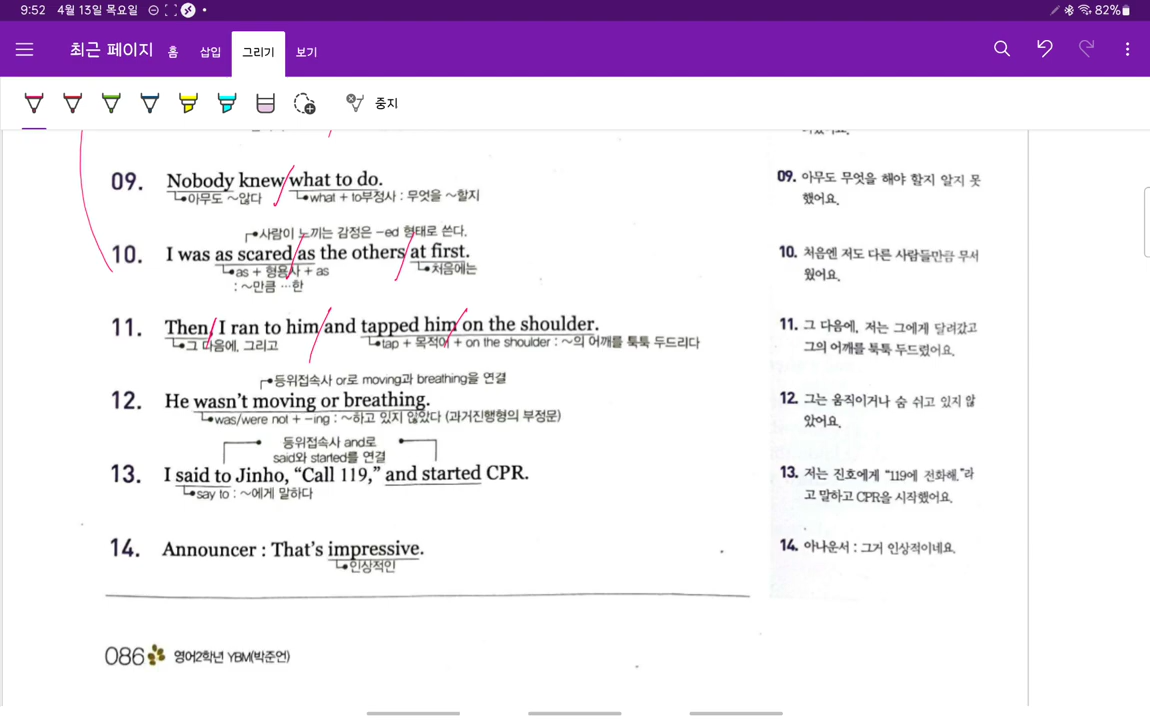 9:52 4월 13일 목요일 82%
최근 페이지 홈 삽입 그리기 보기
중지
09. Nobody knew what to do.
아무도 ~않다 what + to부정사 : 무엇을 ~할지
09. 아무도 무엇을 해야 할지 알지 못
했어요.
사람이 느끼는 감정은 -ed 형태로 쓴다.
10. I was as scared as the others at first.
as + 형용사 + as 처음에는
: ~만큼 …한
10. 처음엔 저도 다른 사람들만큼 무서
웠어요.
11. Then, I ran to him and tapped him on the shoulder.
그 다음에, 그리고 tap + 목적어 + on the shoulder : ~의 어깨를 툭툭 두드리다
11. 그 다음에, 저는 그에게 달려갔고
그의 어깨를 툭툭 두드렸어요.
등위접속사 or로 moving과 breathing을 연결
12. He wasn't moving or breathing.
was/were not + -ing : ~하고 있지 않았다 (과거진행형의 부정문)
12. 그는 움직이거나 숨 쉬고 있지 않
았어요.
등위접속사 and로
said와 started를 연결
13. I said to Jinho, “Call 119,” and started CPR.
say to : ~에게 말하다
13. 저는 진호에게 “119에 전화해.”라
고 말하고 CPR을 시작했어요.
14. Announcer : That's impressive.
인상적인
14. 아나운서 : 그거 인상적이네요.
086 영어2학년 YBM(박준언)